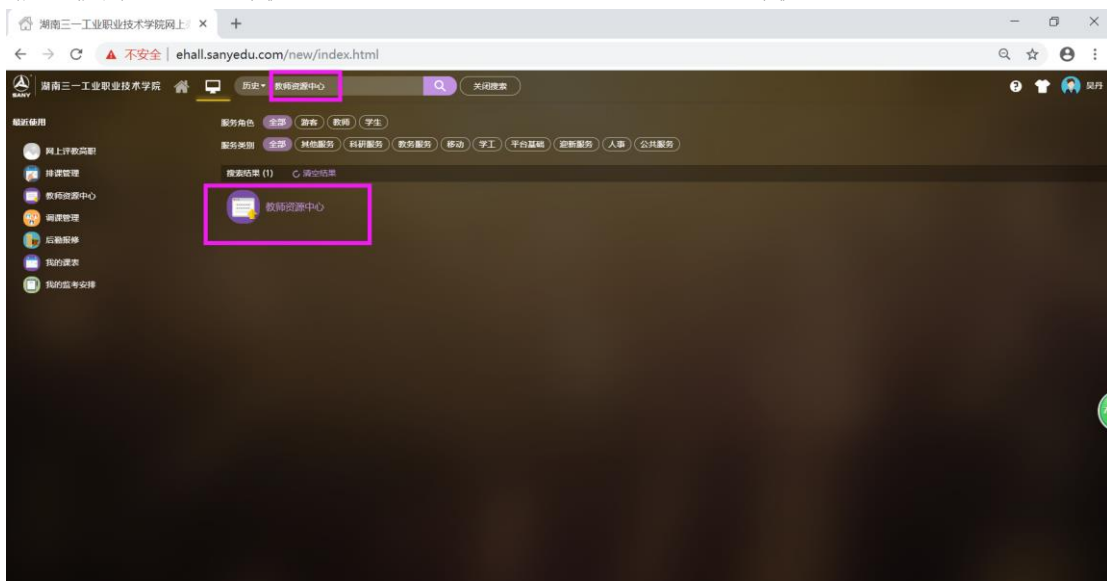 湖南三一工业职业技术学院网上
不安全 | ehall.sanyedu.com/new/index.html
SANY 湖南三一工业职业技术学院 历史 教师资源中心 关闭搜索 吴丹
最近使用
服务角色 全部 游客 教师 学生
服务类别 全部 其他服务 科研服务 教务服务 移动 学工 平台基础 迎新服务 人事 公共服务
搜索结果 (1) 清空结果
教师资源中心
网上评教高职
排课管理
教师资源中心
调课管理
后勤报修
我的课表
我的监考安排